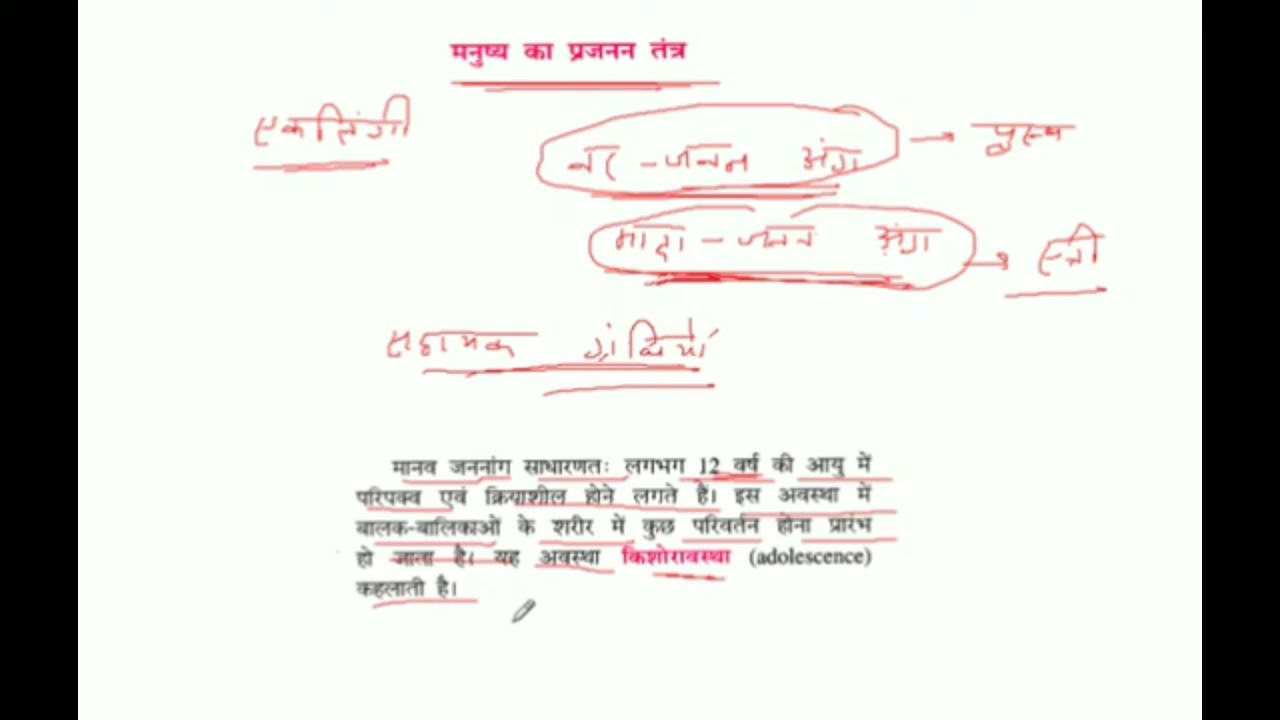 मनुष्य का प्रजनन तंत्र
एकलिंगी
नर - जनन अंग → पुरुष
मादा - जनन अंग → स्त्री
सहायक ग्रंथियाँ
मानव जननांग साधारणतः लगभग 12 वर्ष की आयु में
परिपक्व एवं क्रियाशील होने लगते हैं। इस अवस्था में
बालक-बालिकाओं के शरीर में कुछ परिवर्तन होना प्रारंभ
हो जाता है। यह अवस्था किशोरावस्था (adolescence)
कहलाती है।